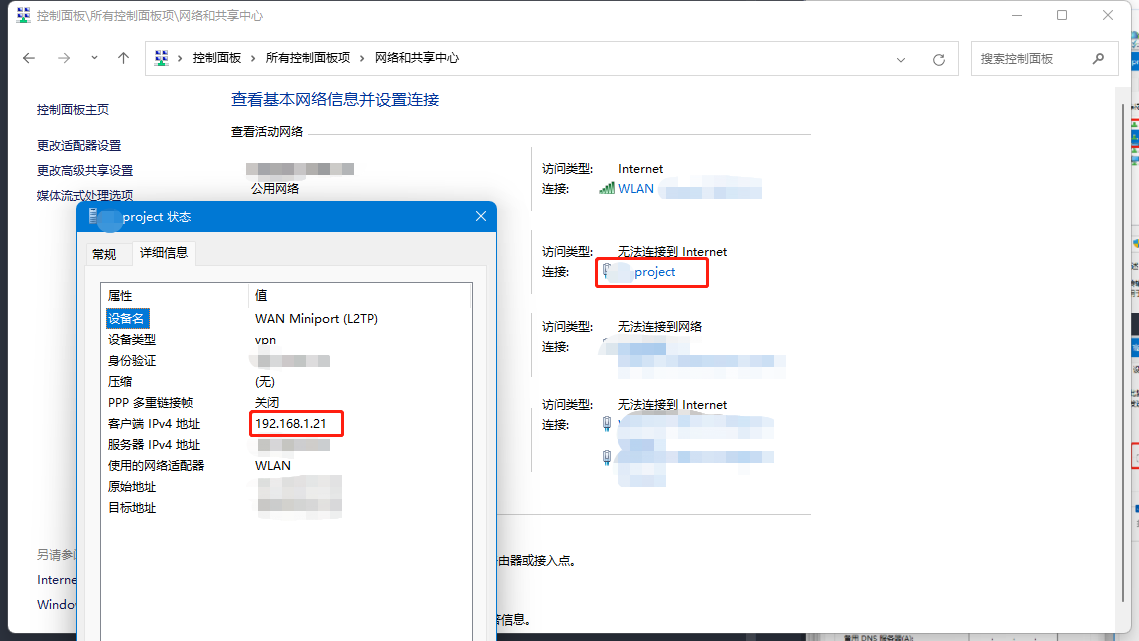 控制面板\所有控制面板项\网络和共享中心
控制面板 所有控制面板项 网络和共享中心
搜索控制面板
控制面板主页
更改适配器设置
更改高级共享设置
媒体流式处理选项
查看基本网络信息并设置连接
查看活动网络
公用网络
访问类型: Internet
连接: WLAN
访问类型: 无法连接到 Internet
连接: project
访问类型: 无法连接到网络
连接:
访问类型: 无法连接到 Internet
连接:
project 状态
常规 详细信息
属性 值
设备名 WAN Miniport (L2TP)
设备类型 vpn
身份验证
压缩 (无)
PPP 多重链接帧 关闭
客户端 IPv4 地址 192.168.1.21
服务器 IPv4 地址
使用的网络适配器 WLAN
原始地址
目标地址
由器或接入点。
信息。
另请参阅
Interne
Windo
备用 DNS 服务器(A):